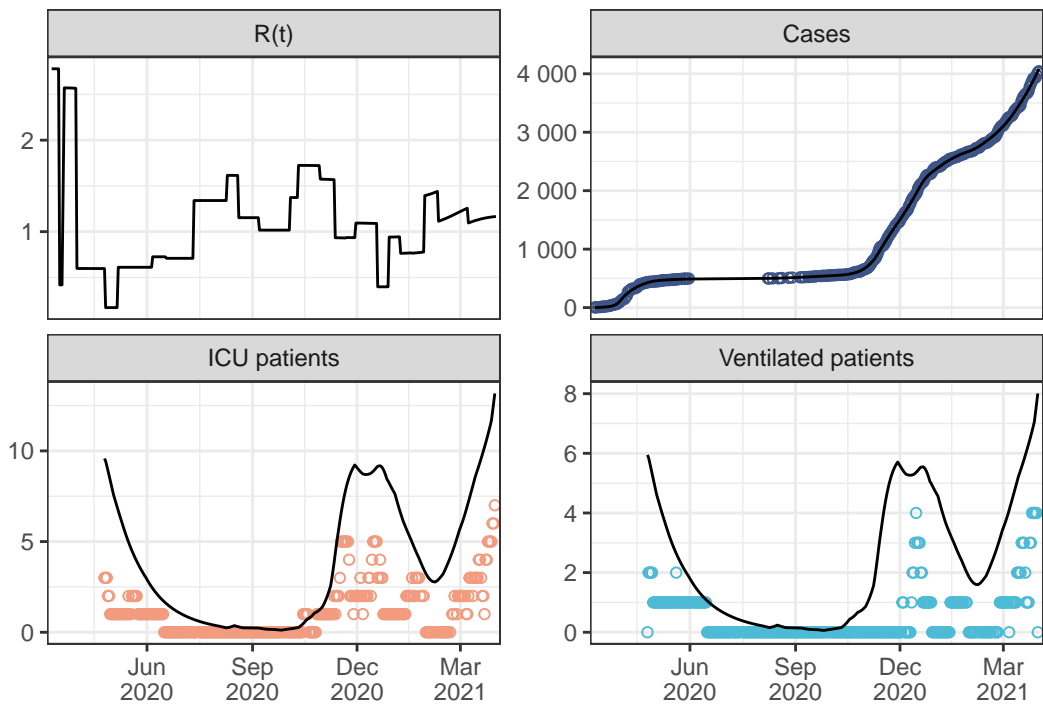 R(t)
2
1
Cases
4 000
3 000
2 000
1 000
0
ICU patients
10
5
0
Jun
2020
Sep
2020
Dec
2020
Mar
2021
Ventilated patients
8
6
4
2
0
Jun
2020
Sep
2020
Dec
2020
Mar
2021